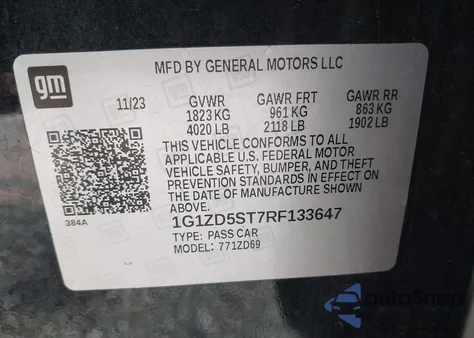 gm
MFD BY GENERAL MOTORS LLC
11/23 GVWR GAWR FRT GAWR RR
1823 KG 961 KG 863 KG
4020 LB 2118 LB 1902 LB
THIS VEHICLE CONFORMS TO ALL
APPLICABLE U.S. FEDERAL MOTOR
VEHICLE SAFETY, BUMPER, AND THEFT
PREVENTION STANDARDS IN EFFECT ON
THE DATE OF MANUFACTURE SHOWN
ABOVE.
384A
1G1ZD5ST7RF133647
TYPE: PASS CAR
MODEL: 771ZD69
autoSnap